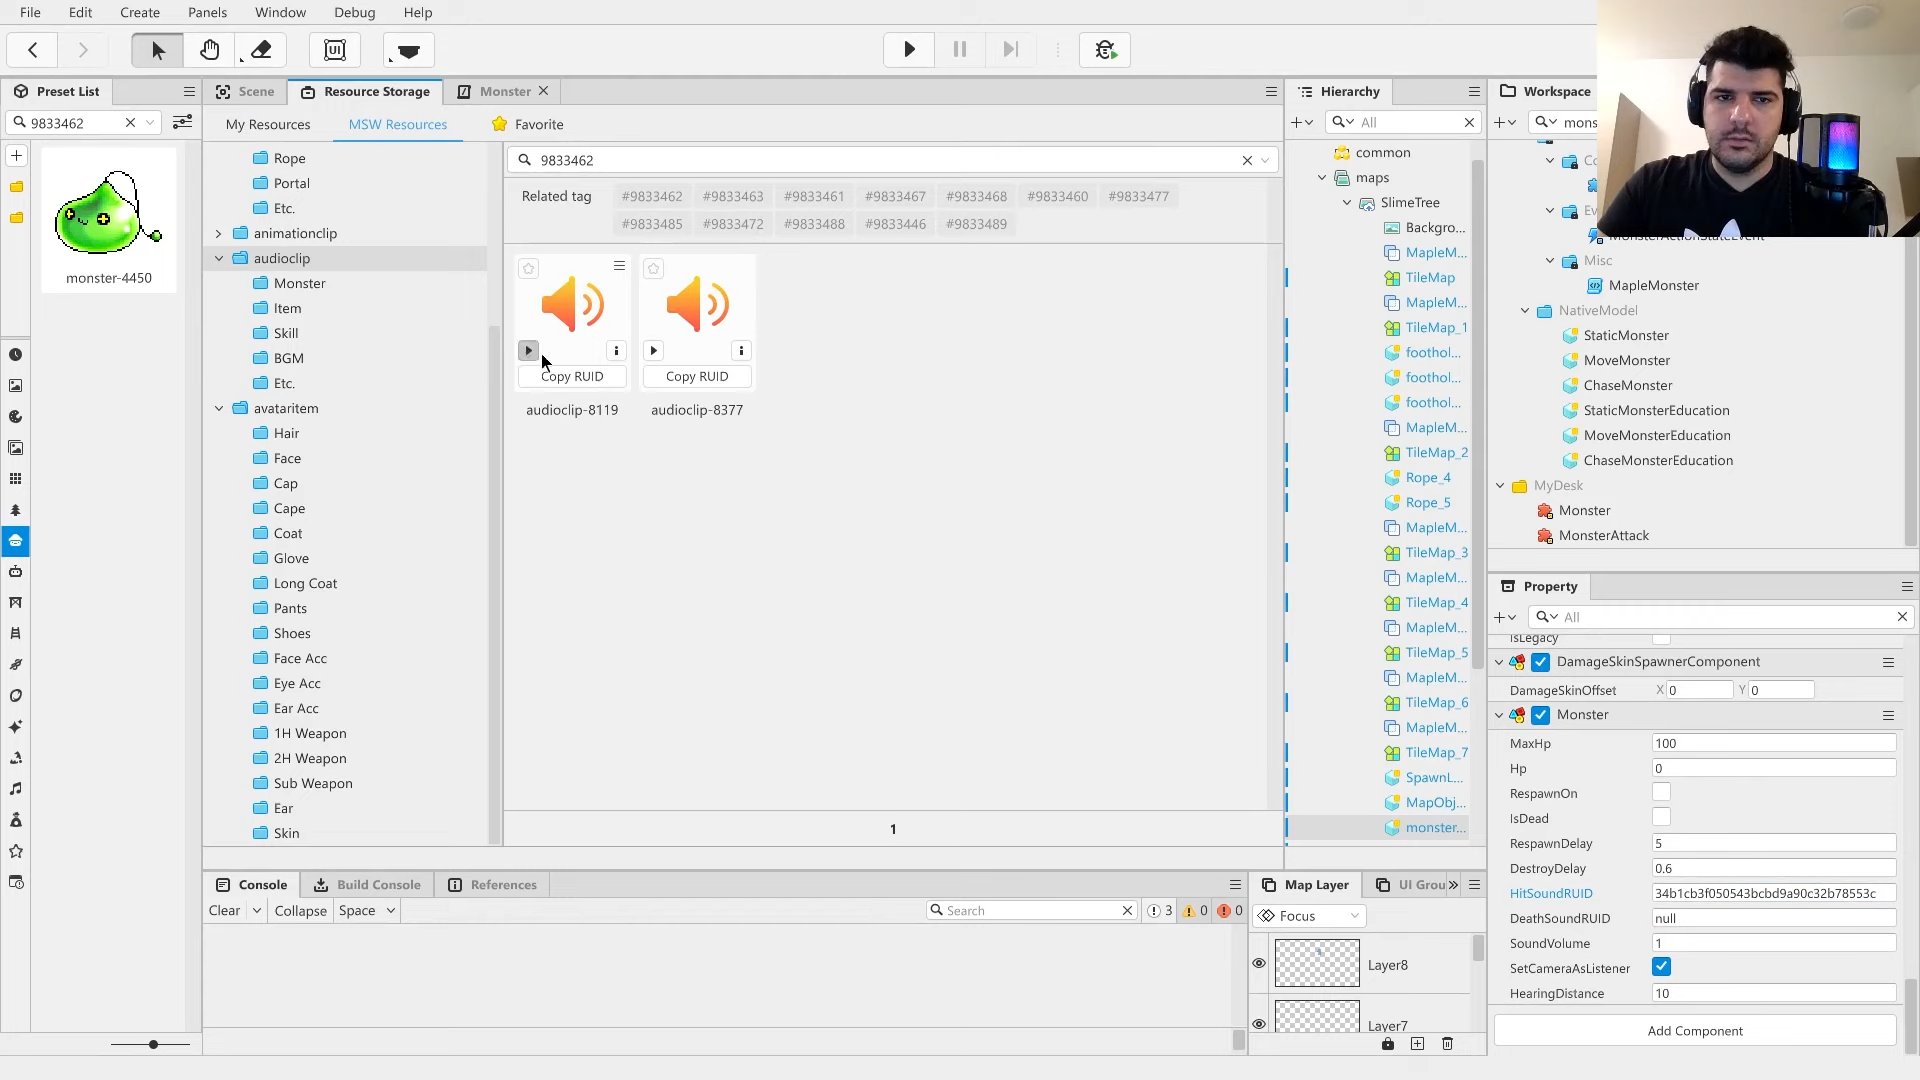 File Edit Create Panels Window Debug Help
Preset List
9833462
monster-4450
Scene Resource Storage Monster
My Resources MSW Resources Favorite
Rope
Portal
Etc.
animationclip
audioclip
Monster
Item
Skill
BGM
Etc.
avataritem
Hair
Face
Cap
Cape
Coat
Glove
Long Coat
Pants
Shoes
Face Acc
Eye Acc
Ear Acc
1H Weapon
2H Weapon
Sub Weapon
Ear
Skin
9833462
Related tag #9833462 #9833463 #9833461 #9833467 #9833468 #9833460 #9833477
#9833485 #9833472 #9833488 #9833446 #9833489
Copy RUID Copy RUID
audioclip-8119 audioclip-8377
1
Console Build Console References
Clear Collapse Space Search 3 0 0
Hierarchy
All
common
maps
SlimeTree
Backgro...
MapleM...
TileMap
MapleM...
TileMap_1
foothol...
foothol...
foothol...
MapleM...
TileMap_2
Rope_4
Rope_5
MapleM...
TileMap_3
MapleM...
TileMap_4
MapleM...
TileMap_5
MapleM...
TileMap_6
MapleM...
TileMap_7
SpawnL...
MapObj...
monster...
Map Layer UI Grou
Focus
Layer8
Layer7
Workspace
mons
Co
Ev
MonsterActionStateEvent
Misc
MapleMonster
NativeModel
StaticMonster
MoveMonster
ChaseMonster
StaticMonsterEducation
MoveMonsterEducation
ChaseMonsterEducation
MyDesk
Monster
MonsterAttack
Property
All
IsLegacy
DamageSkinSpawnerComponent
DamageSkinOffset X 0 Y 0
Monster
MaxHp 100
Hp 0
RespawnOn
IsDead
RespawnDelay 5
DestroyDelay 0.6
HitSoundRUID 34b1cb3f050543bcbd9a90c32b78553c
DeathSoundRUID null
SoundVolume 1
SetCameraAsListener
HearingDistance 10
Add Component